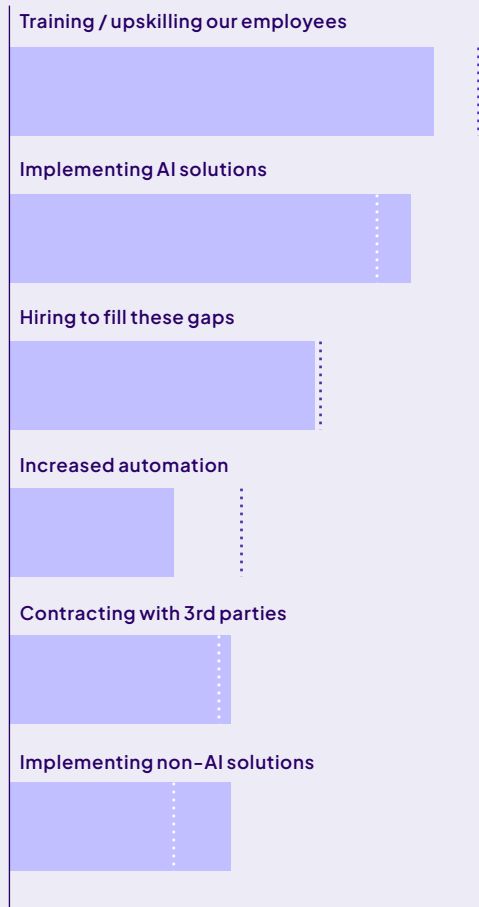 Training / upskilling our employees
Implementing AI solutions
Hiring to fill these gaps
Increased automation
Contracting with 3rd parties
Implementing non-AI solutions